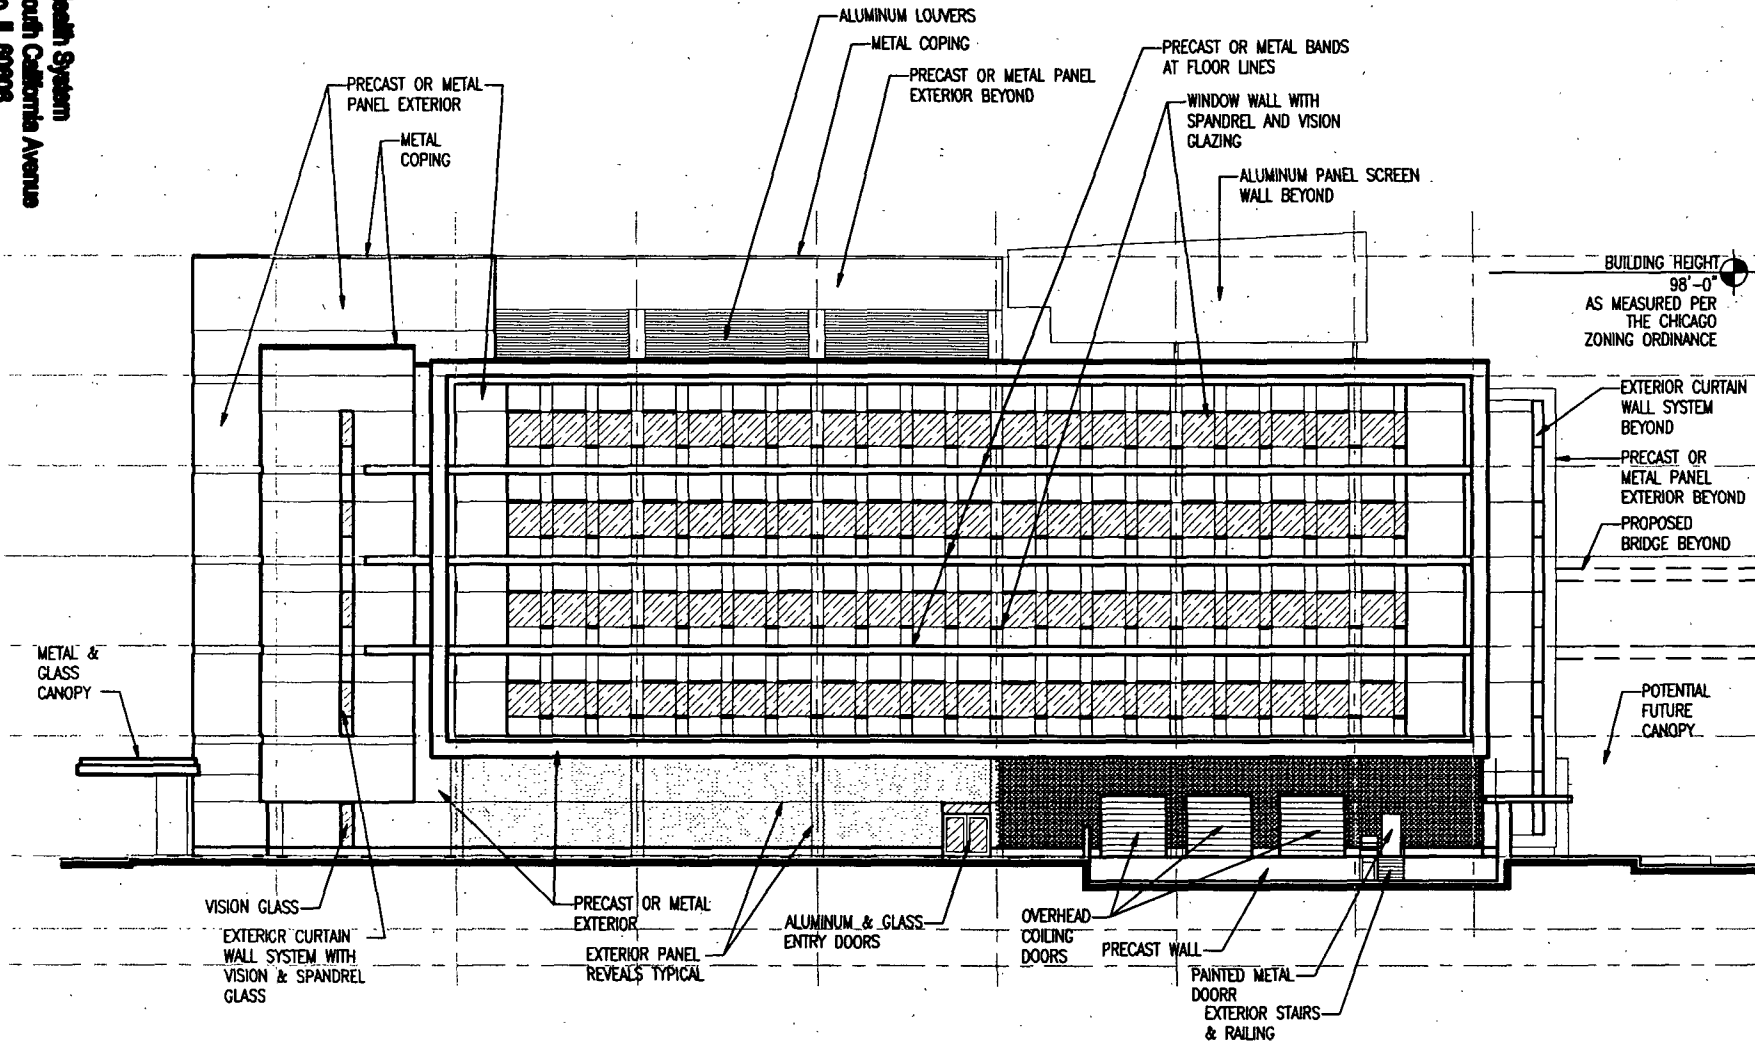 Health System
South California Avenue
IL 60608
ALUMINUM LOUVERS
METAL COPING
PRECAST OR METAL PANEL
EXTERIOR BEYOND
PRECAST OR METAL BANDS
AT FLOOR LINES
WINDOW WALL WITH
SPANDREL AND VISION
GLAZING
ALUMINUM PANEL SCREEN
WALL BEYOND
PRECAST OR METAL
PANEL EXTERIOR
METAL
COPING
BUILDING HEIGHT
98'-0"
AS MEASURED PER
THE CHICAGO
ZONING ORDINANCE
EXTERIOR CURTAIN
WALL SYSTEM
BEYOND
PRECAST OR
METAL PANEL
EXTERIOR BEYOND
PROPOSED
BRIDGE BEYOND
POTENTIAL
FUTURE
CANOPY
METAL &
GLASS
CANOPY
VISION GLASS
EXTERIOR CURTAIN
WALL SYSTEM WITH
VISION & SPANDREL
GLASS
PRECAST OR METAL
EXTERIOR
EXTERIOR PANEL
REVEALS TYPICAL
ALUMINUM & GLASS
ENTRY DOORS
OVERHEAD
COILING
DOORS
PRECAST WALL
PAINTED METAL
DOORR
EXTERIOR STAIRS
& RAILING